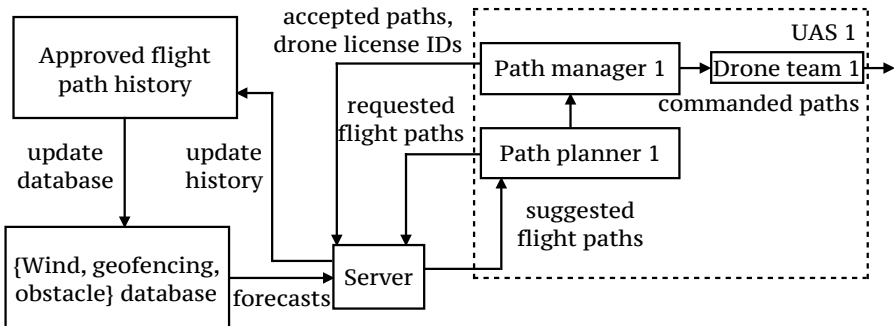 accepted paths,
drone license IDs
UAS 1
Approved flight
path history
Path manager 1
Drone team 1
commanded paths
requested
flight paths
Path planner 1
update
database
update
history
suggested
flight paths
{Wind, geofencing,
obstacle} database
forecasts
Server